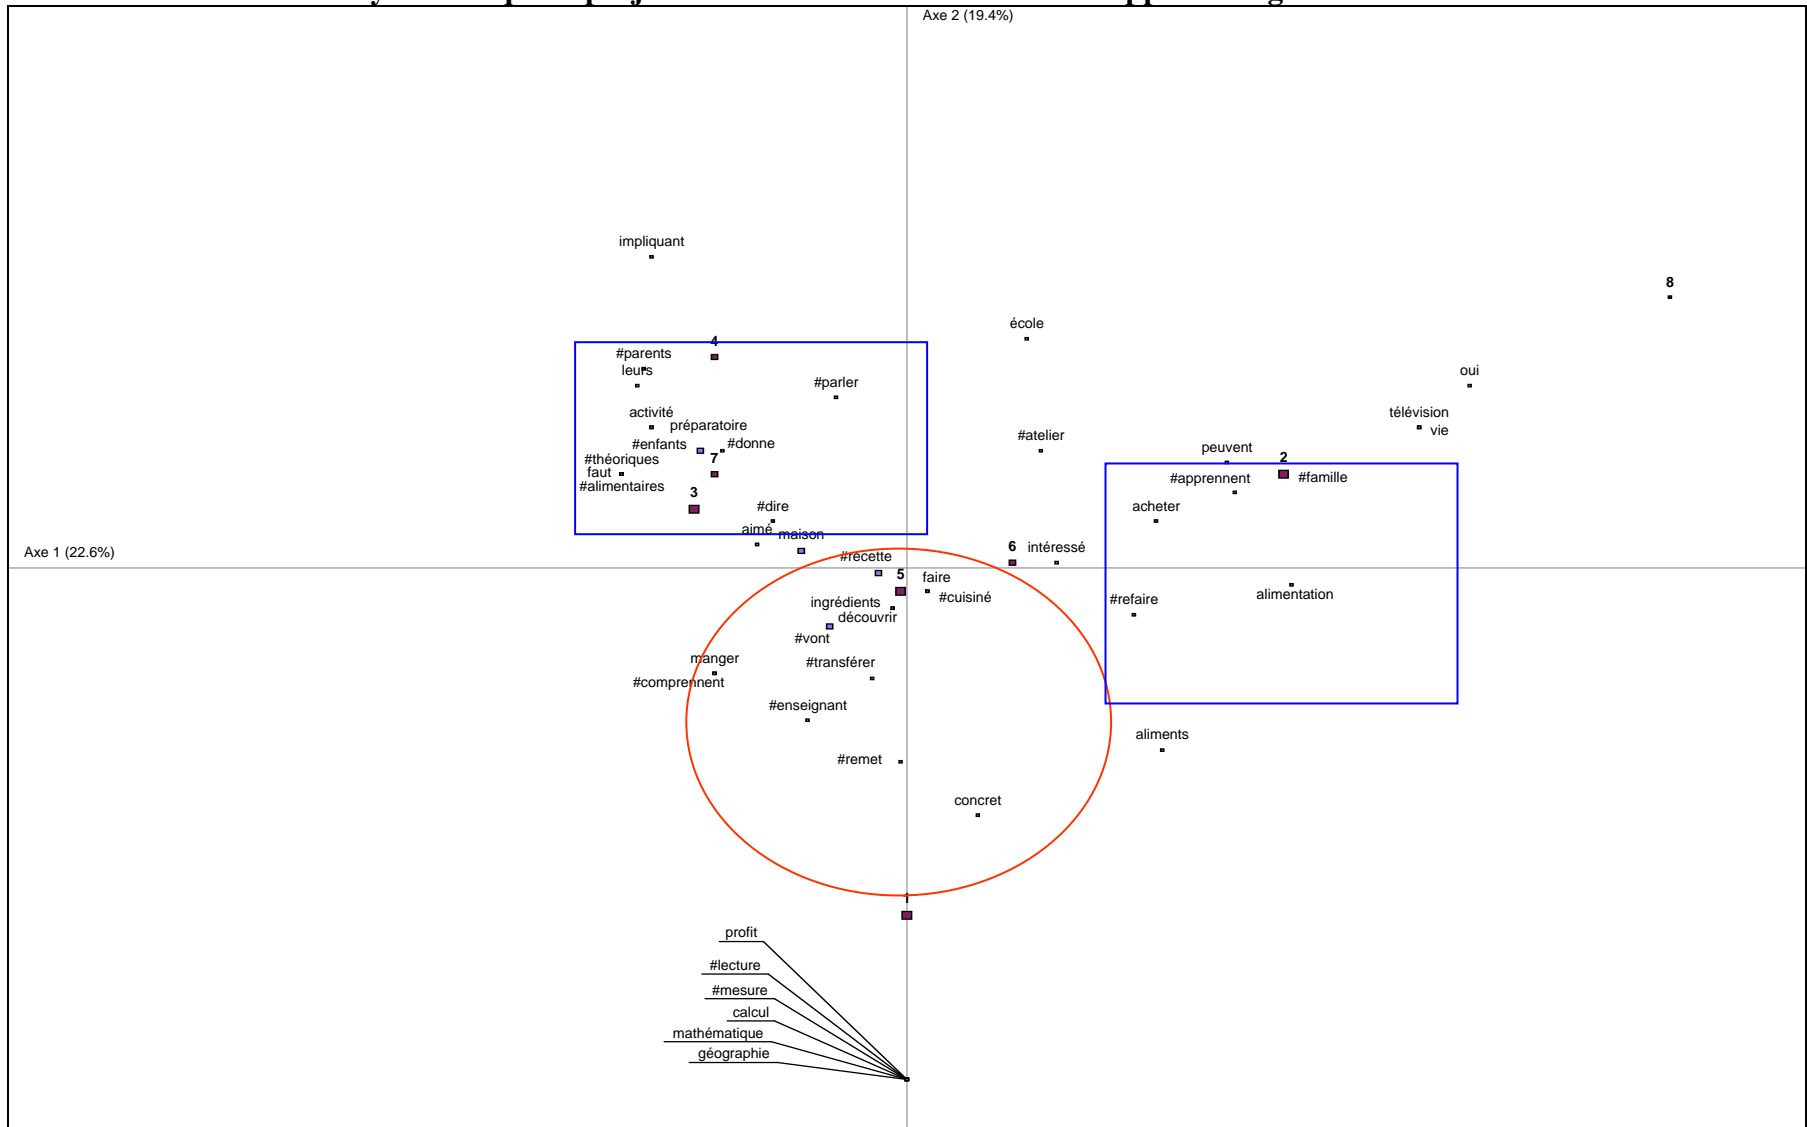 Axe 2 (19.4%)
impliquant
8
école
4
#parents
leurs
oui
#parler
activité
télévision
préparatoire
vie
#atelier
#enfants
#donne
peuvent
#théoriques
7
2
faut
#apprennent
#famille
#alimentaires
3
#dire
acheter
aimé
maison
Axe 1 (22.6%)
6
intéressé
#recette
5
faire
alimentation
#cuisiné
#refaire
ingrédients
découvrir
#vont
manger
#transférer
#comprennent
#enseignant
aliments
#remet
concret
profit
#lecture
#mesure
calcul
mathématique
géographie